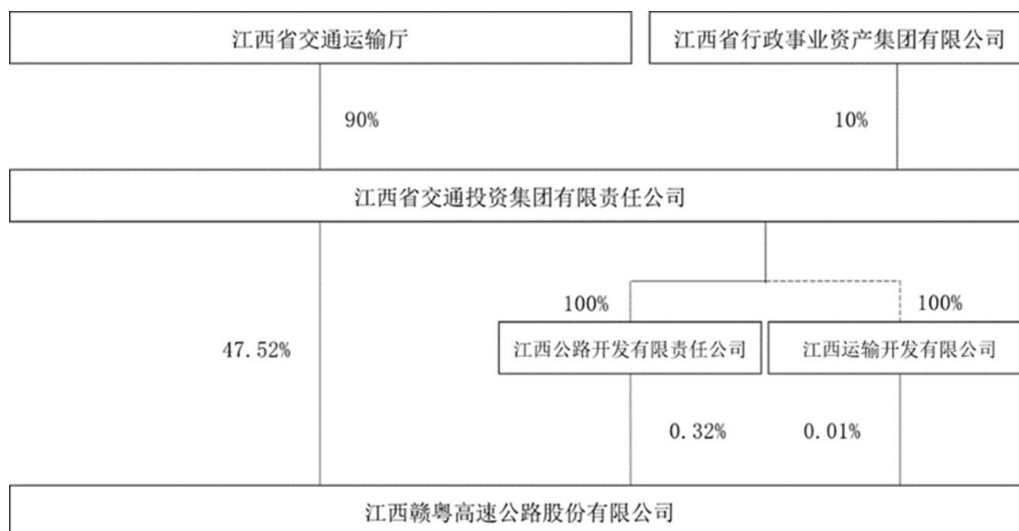 江西省交通运输厅
江西省行政事业资产集团有限公司
90%
10%
江西省交通投资集团有限责任公司
100%
100%
47.52%
江西公路开发有限责任公司
江西运输开发有限公司
0.32%
0.01%
江西赣粤高速公路股份有限公司